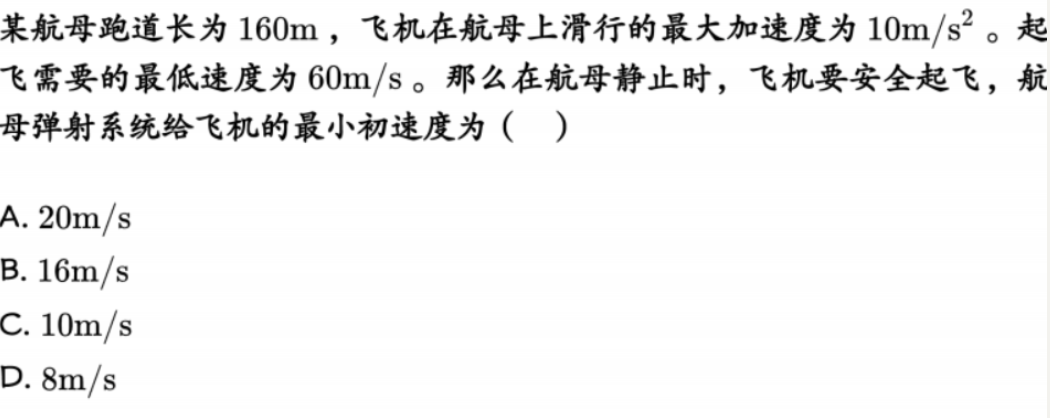 某航母跑道长为 160m ，飞机在航母上滑行的最大加速度为 10m/s² 。起
飞需要的最低速度为 60m/s 。那么在航母静止时，飞机要安全起飞，航
母弹射系统给飞机的最小初速度为 (　)
A. 20m/s
B. 16m/s
C. 10m/s
D. 8m/s